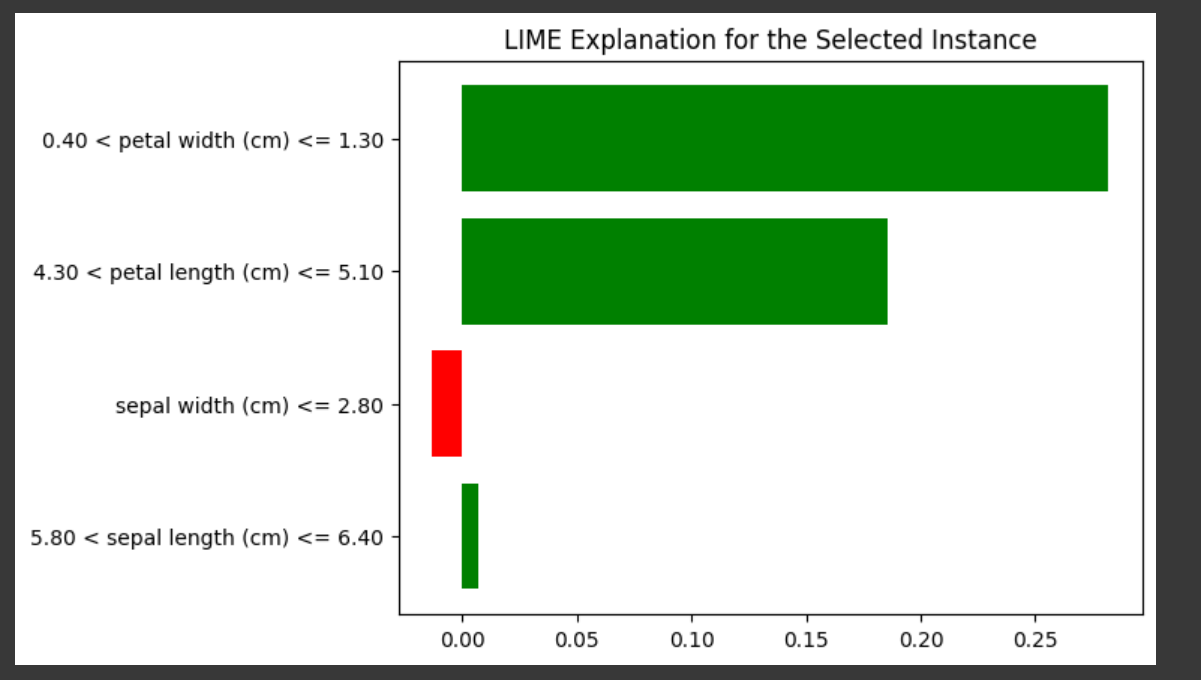 LIME Explanation for the Selected Instance
0.40 < petal width (cm) <= 1.30
4.30 < petal length (cm) <= 5.10
sepal width (cm) <= 2.80
5.80 < sepal length (cm) <= 6.40
0.00 0.05 0.10 0.15 0.20 0.25